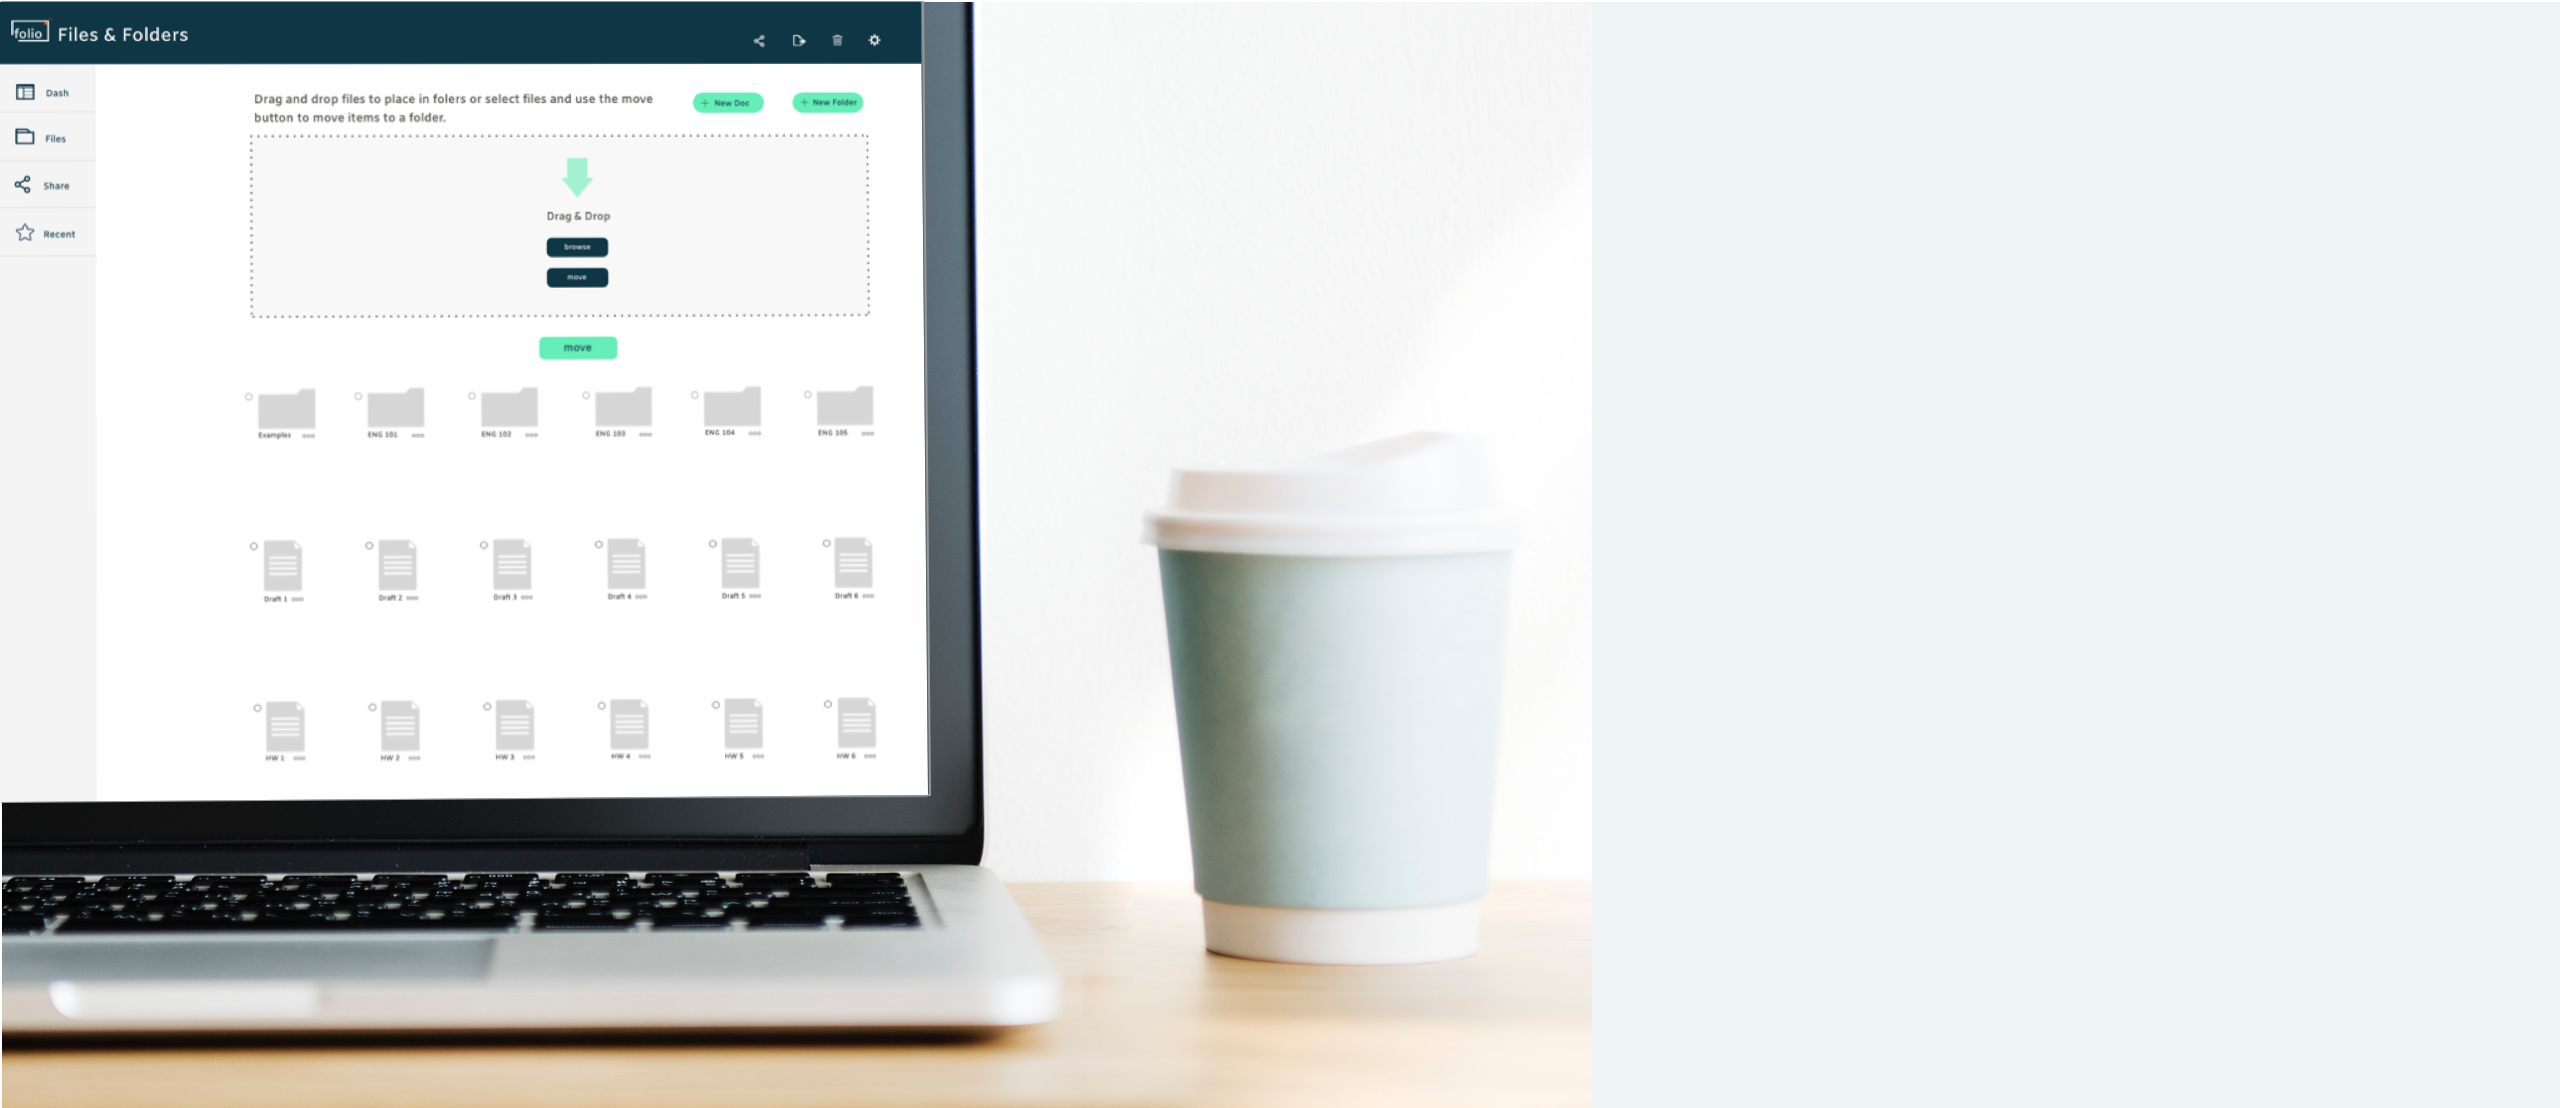 folio Files & Folders
Dash
Files
Share
Recent
Drag and drop files to place in folers or select files and use the move
button to move items to a folder.
+ New Doc
+ New Folder
Drag & Drop
browse
move
move
Examples ENG 101 ENG 102 ENG 103 ENG 104 ENG 105
Draft 1 Draft 2 Draft 3 Draft 4 Draft 5 Draft 6
HW 1 HW 2 HW 3 HW 4 HW 5 HW 6